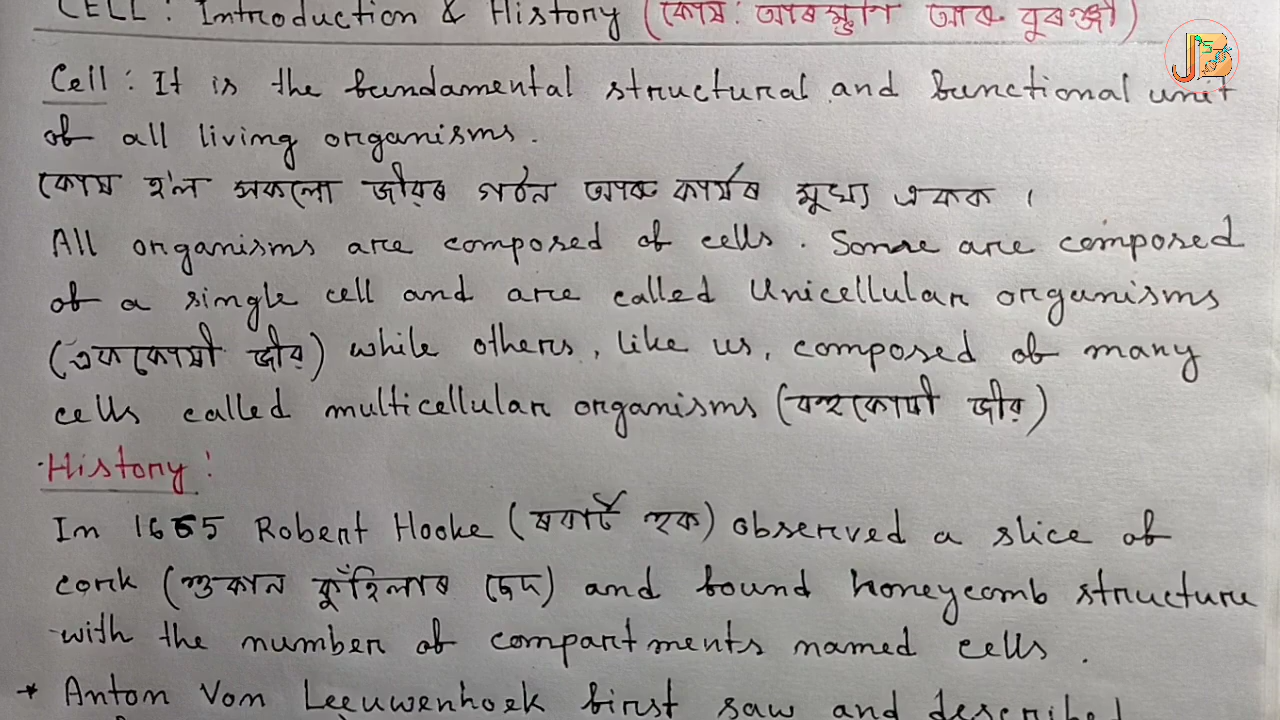 CELL : Introduction & History (কোষ : আৰম্ভণি আৰু বুৰঞ্জী)
JB
Cell : It is the fundamental structural and functional unit
of all living organisms.
কোষ হ'ল সকলো জীৱৰ গঠন আৰু কাৰ্যৰ মুখ্য একক ।
All organisms are composed of cells. Some are composed
of a single cell and are called Unicellular organisms
(এককোষী জীৱ) while others, like us, composed of many
cells called multicellular organisms (বহুকোষী জীৱ)
History :
In 1665 Robert Hooke (ৰবাৰ্ট হুক) observed a slice of
cork (শুকান কুঁহিলাৰ ছেদ) and found honeycomb structure
with the number of compartments named cells.
* Anton Von Leeuwenhoek first saw and described